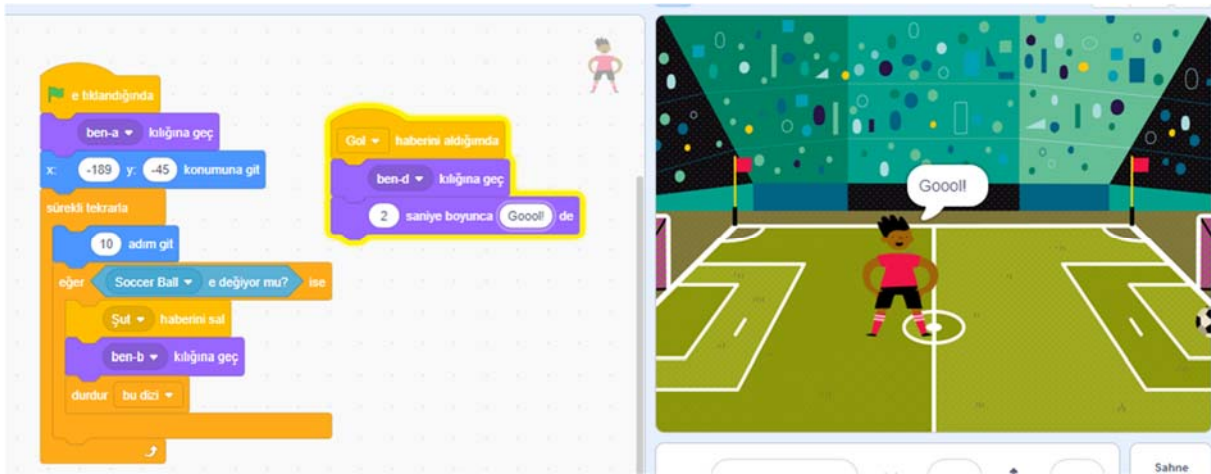 e tıklandığında
ben-a kılığına geç
x: -189 y: -45 konumuna git
sürekli tekrarla
10 adım git
eğer Soccer Ball e değiyor mu? ise
Şut haberini sal
ben-b kılığına geç
durdur bu dizi
Gol haberini aldığımda
ben-d kılığına geç
2 saniye boyunca Goool! de
Goool!
Sahne